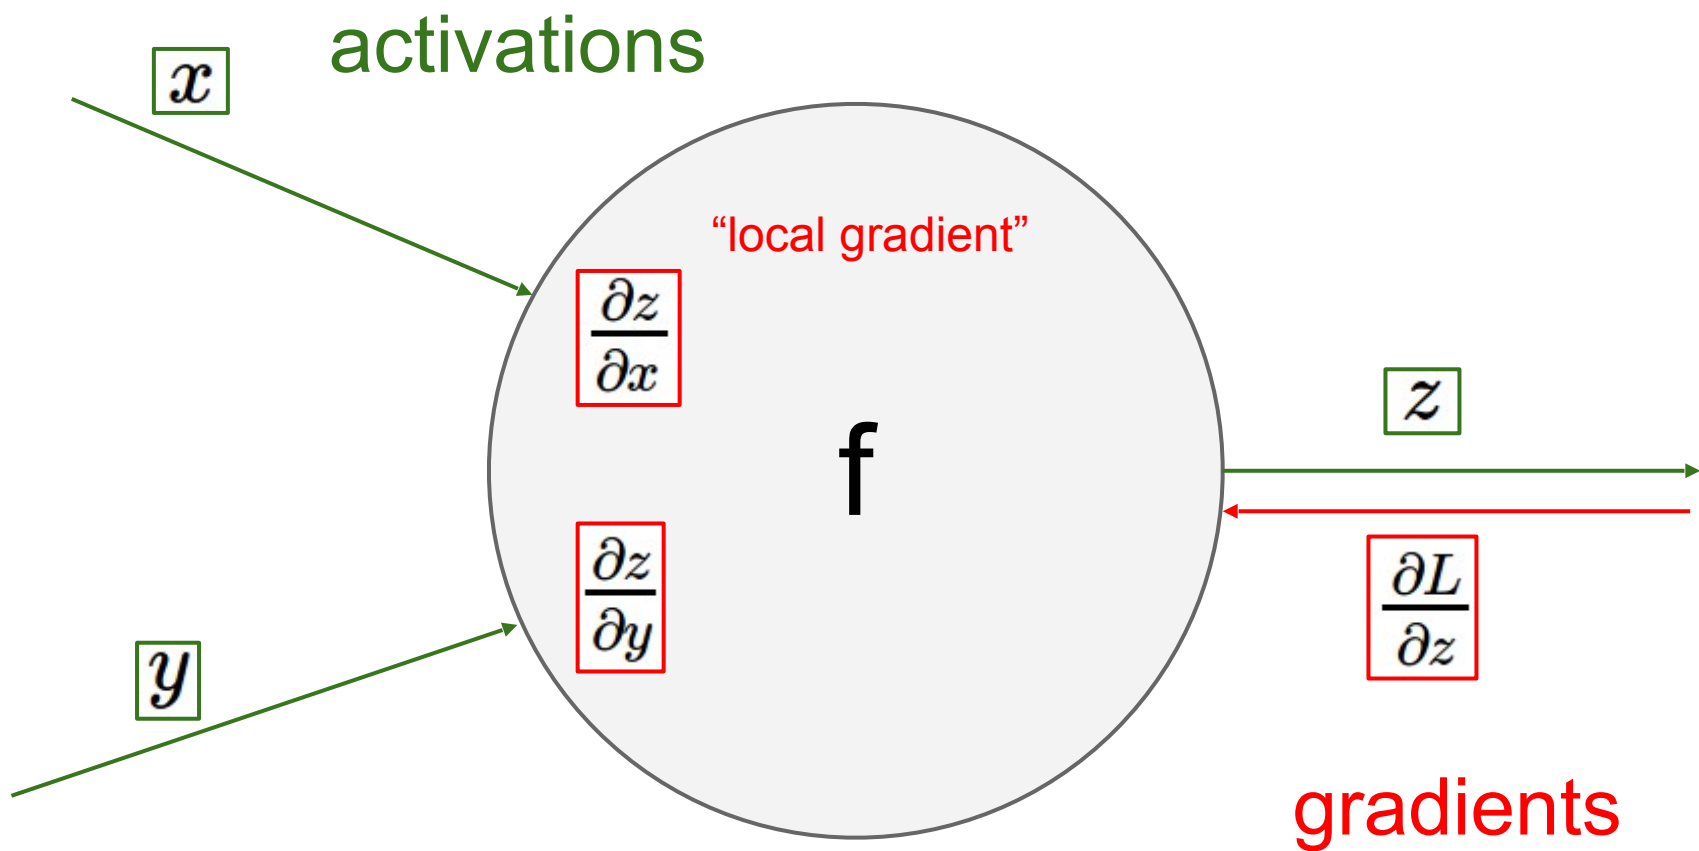 activations
x
“local gradient”
∂z
∂x
f
z
∂z
∂y
∂L
∂z
y
gradients